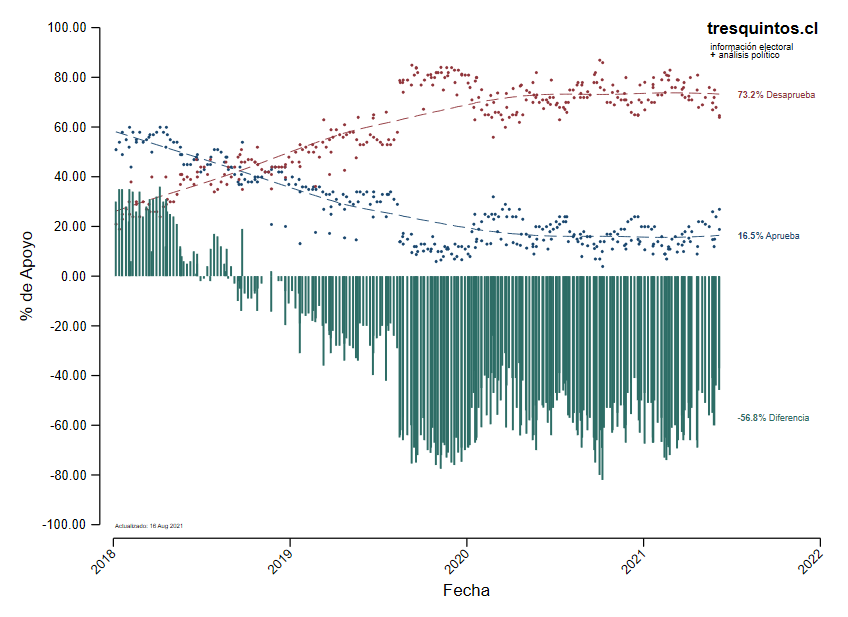 tresquintos.cl
información electoral
+ análisis político
100.00
80.00
60.00
40.00
20.00
0.00
-20.00
-40.00
-60.00
-80.00
-100.00
% de Apoyo
73.2% Desaprueba
16.5% Aprueba
-56.8% Diferencia
Actualizado: 16 Aug 2021
2018
2019
2020
2021
2022
Fecha